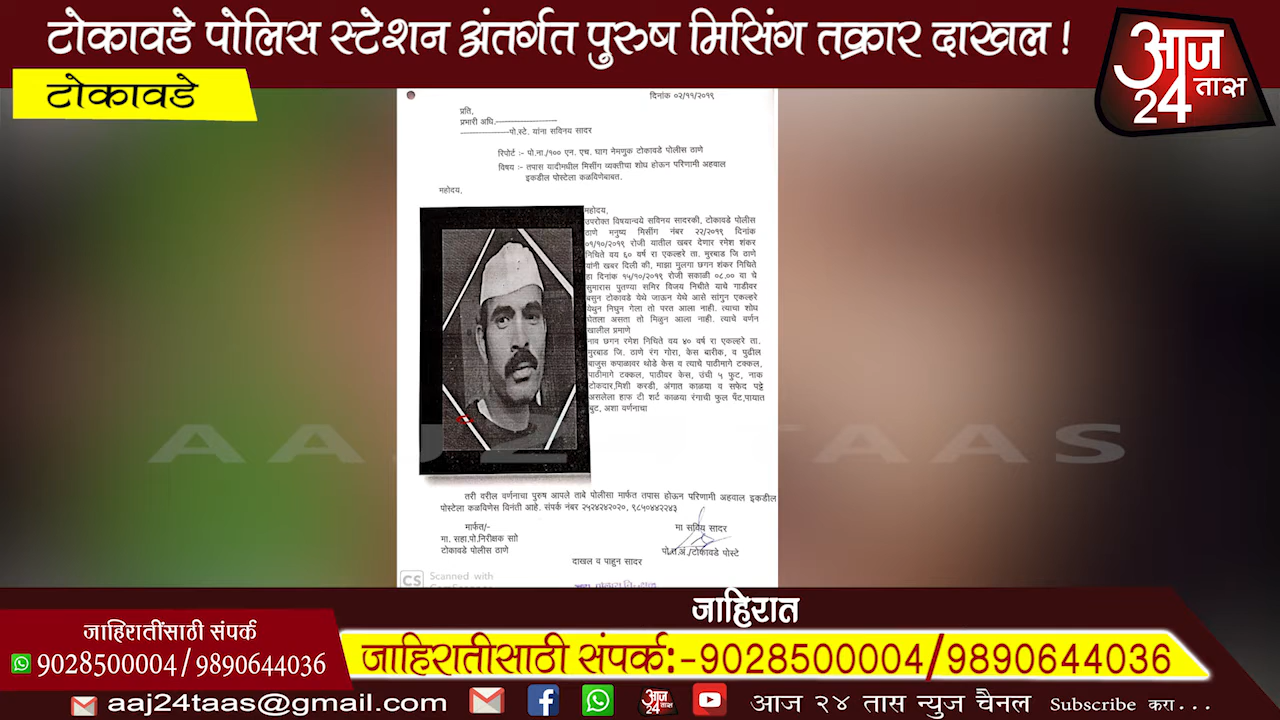 टोकावडे पोलिस स्टेशन अंतर्गत पुरुष मिसिंग तक्रार दाखल !
आज
24 तास
टोकावडे
दिनांक ०२/११/२०१९
प्रति,
प्रभारी अधि.
पो.स्टे. यांना सविनय सादर
रिपोर्ट :- पो.ना./१०० एन. एच. घाग नेमणुक टोकावडे पोलीस ठाणे
विषय :- तपास यादीमधील मिर्सीग व्यक्तीचा शोध होऊन परिणामी अहवाल
इकडील पोस्टेला कळविणेबाबत.
महोदय,
महोदय,
उपरोक्त विषयान्वये सविनय सादरकी, टोकावडे पोलीस
ठाणे मनुष्य मिर्सीग नंबर २२/२०१९ दिनांक
०१/१०/२०१९ रोजी यातील खबर देणार रमेश शंकर
निचिते वय ६० वर्ष रा एकल्हरे ता. मुरबाड जि ठाणे
यांनी खबर दिली की, माझा मुलगा छगन शंकर निचिते
हा दिनांक १५/१०/२०१९ रोजी सकाळी ०८.०० या चे
सुमारास पुतण्या समिर विजय निचीते याचे गाडीवर
बसुन टोकावडे येथे जाऊन येथे आसे सांगुन एकल्हरे
येथुन निघुन गेला तो परत आला नाही. त्याचा शोध
घेतला असता तो मिळुन आला नाही. त्याचे वर्णन
खालील प्रमाणे
नाव छगन रमेश निचिते वय ४० वर्ष रा एकल्हरे ता.
मुरबाड जि. ठाणे रंग गोरा, केस बारीक, व पुढील
बाजुस कपाळावर थोडे केस व त्याचे पाठीमागे टक्कल,
पाठीमागे टक्कल, पाठीवर केस, उंची ५ फुट, नाक
टोकदार,मिशी करडी, अंगात काळया व सफेद पट्टे
असलेला हाफ टी शर्ट काळया रंगाची फुल पँट,पायात
बुट, अशा वर्णनाचा
AAJ24TAAS
तरी वरील वर्णनाचा पुरुष आपले ताबे पोलीसा मार्फत तपास होऊन परिणामी अहवाल इकडील
पोस्टेला कळविणेस विनंती आहे. संपर्क नंबर २५२४२४२०२०, ९८५०४४२२४३
मार्फत/-
मा. सहा.पो.निरीक्षक साो
टोकावडे पोलीस ठाणे
मा सविय सादर
टोकावडे पोस्टे
दाखल व पाहुन सादर
CS Scanned with
जाहिरात
जाहिरातींसाठी संपर्क
9028500004/9890644036
जाहिरातीसाठी संपर्क:-9028500004/9890644036
aaj24taas@gmail.com
आज
24 तास
आज २४ तास न्युज चैनल Subscribe करा...